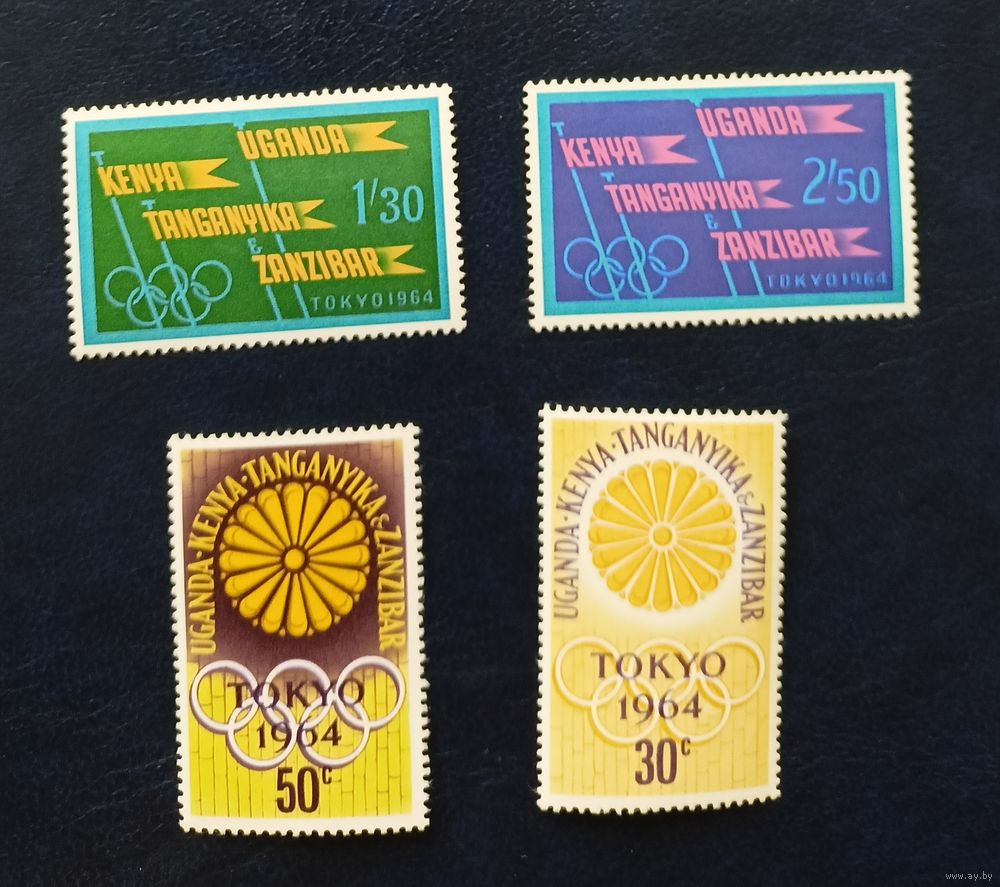 UGANDA
KENYA
1/30
TANGANYIKA
&
ZANZIBAR
TOKYO 1964
UGANDA
KENYA
2/50
TANGANYIKA
&
ZANZIBAR
TOKYO 1964
UGANDA·KENYA·TANGANYIKA & ZANZIBAR
TOKYO
1964
50c
UGANDA·KENYA·TANGANYIKA & ZANZIBAR
TOKYO
1964
30c
www.ay.by